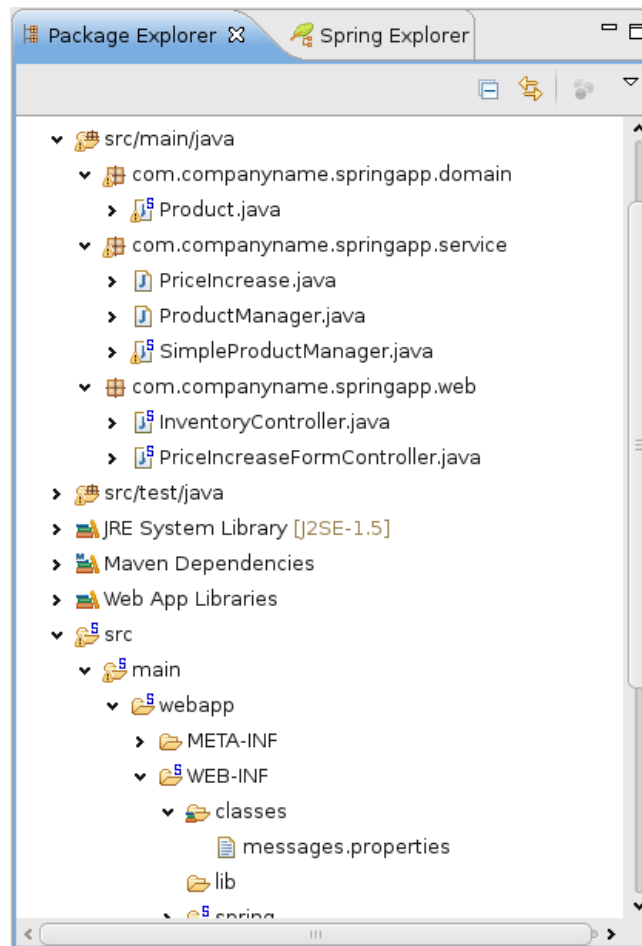 Package Explorer Spring Explorer
src/main/java
com.companyname.springapp.domain
Product.java
com.companyname.springapp.service
PriceIncrease.java
ProductManager.java
SimpleProductManager.java
com.companyname.springapp.web
InventoryController.java
PriceIncreaseFormController.java
src/test/java
JRE System Library [J2SE-1.5]
Maven Dependencies
Web App Libraries
src
main
webapp
META-INF
WEB-INF
classes
messages.properties
lib
spring